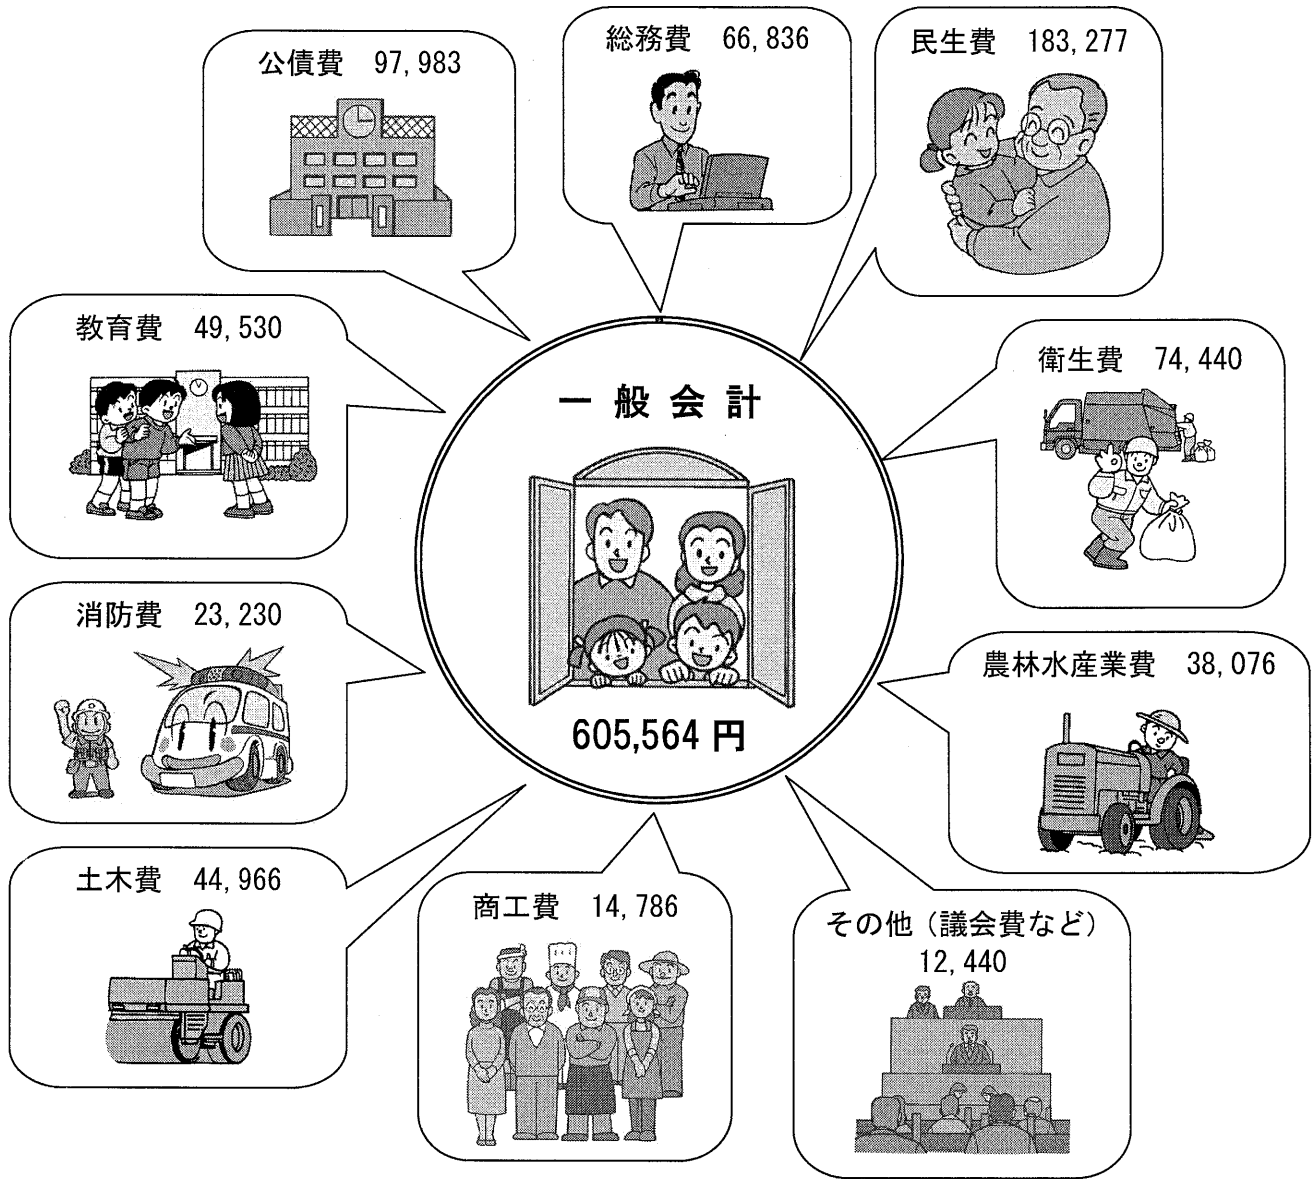 公債費 97,983
総務費 66,836
民生費 183,277
教育費 49,530
衛生費 74,440
一般会計
605,564 円
消防費 23,230
農林水産業費 38,076
土木費 44,966
商工費 14,786
その他（議会費など）
12,440